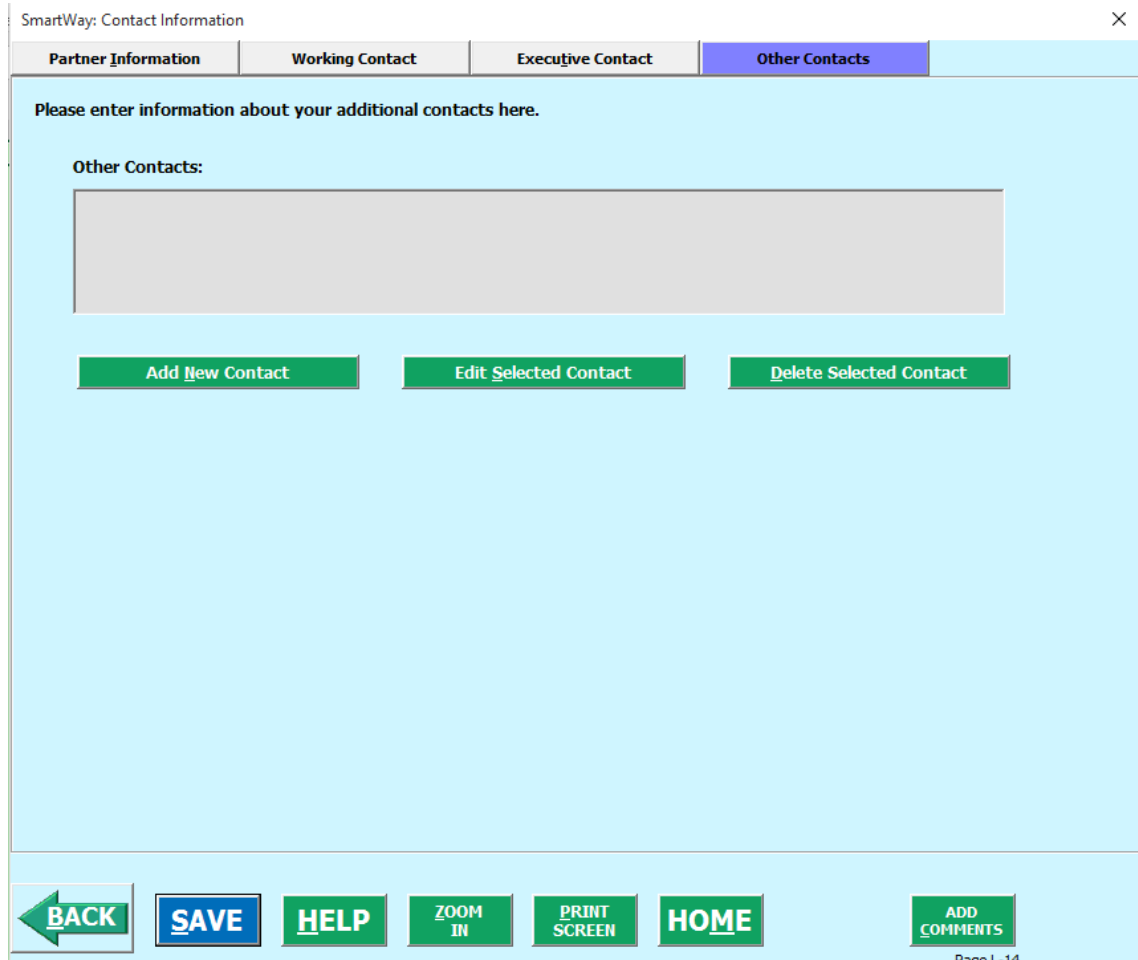 SmartWay: Contact Information
Partner Information
Working Contact
Executive Contact
Other Contacts
Please enter information about your additional contacts here.
Other Contacts:
Add New Contact
Edit Selected Contact
Delete Selected Contact
BACK
SAVE
HELP
ZOOM
IN
PRINT
SCREEN
HOME
ADD
COMMENTS